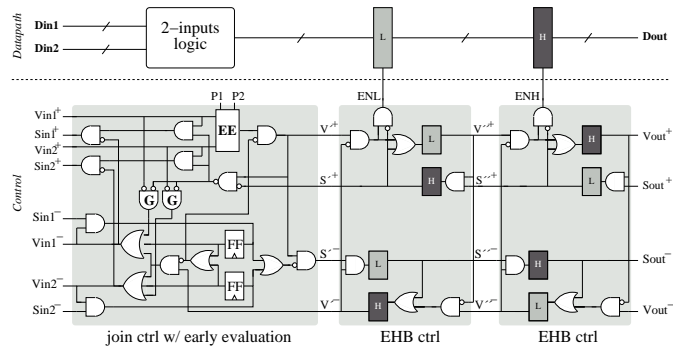 Datapath
Din1
Din2
2−inputs
logic
L
H
Dout
Control
P1 P2
ENL
ENH
Vin1+
Sin1+
Vin2+
Sin2+
EE
V´+
L
V´´+
H
Vout+
S´+
H
S´´+
L
Sout+
G G
Sin1−
Vin1−
FF
S´−
L
S´´−
H
Sout−
Vin2−
FF
Sin2−
V´−
H
V´´−
L
Vout−
join ctrl w/ early evaluation
EHB ctrl
EHB ctrl